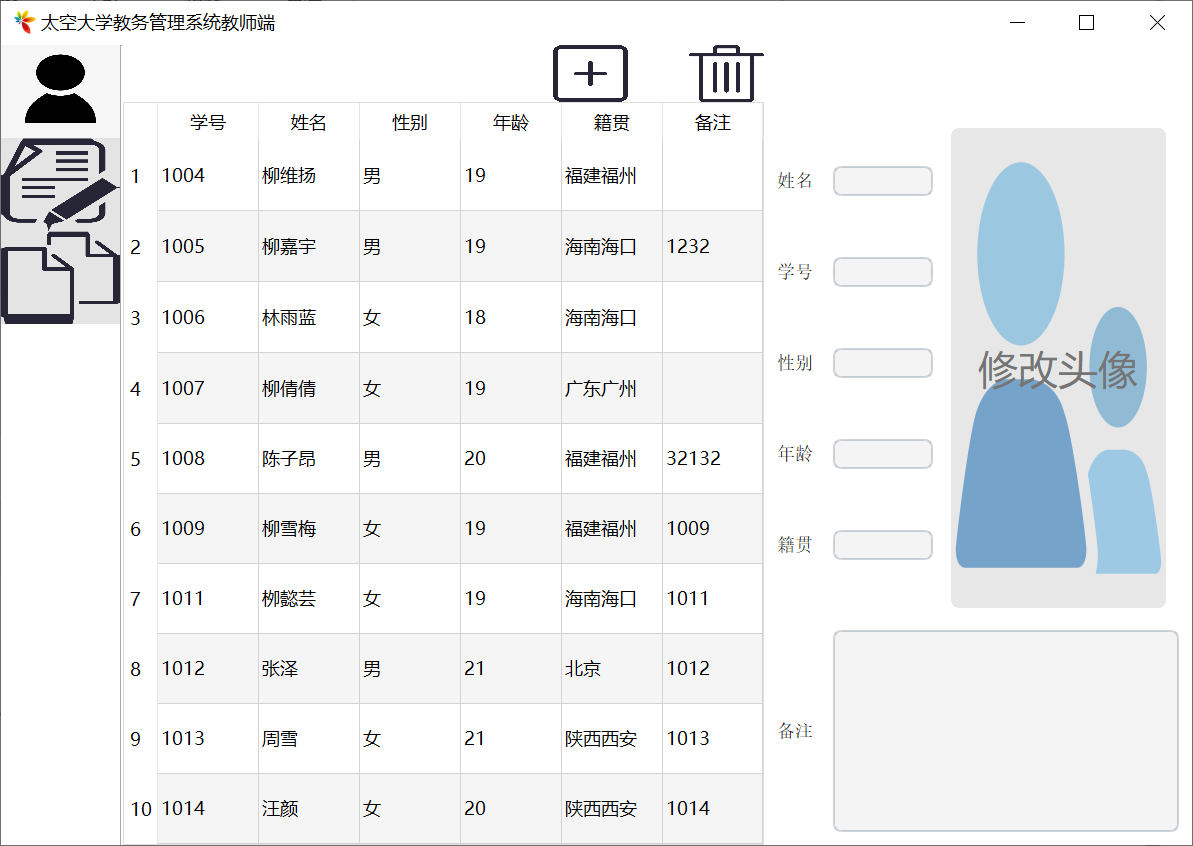 太空大学教务管理系统教师端
学号 姓名 性别 年龄 籍贯 备注
1 1004 柳维扬 男 19 福建福州
2 1005 柳嘉宇 男 19 海南海口 1232
3 1006 林雨蓝 女 18 海南海口
4 1007 柳倩倩 女 19 广东广州
5 1008 陈子昂 男 20 福建福州 32132
6 1009 柳雪梅 女 19 福建福州 1009
7 1011 栁懿芸 女 19 海南海口 1011
8 1012 张泽 男 21 北京 1012
9 1013 周雪 女 21 陕西西安 1013
10 1014 汪颜 女 20 陕西西安 1014
姓名
学号
性别
年龄
籍贯
备注
修改头像